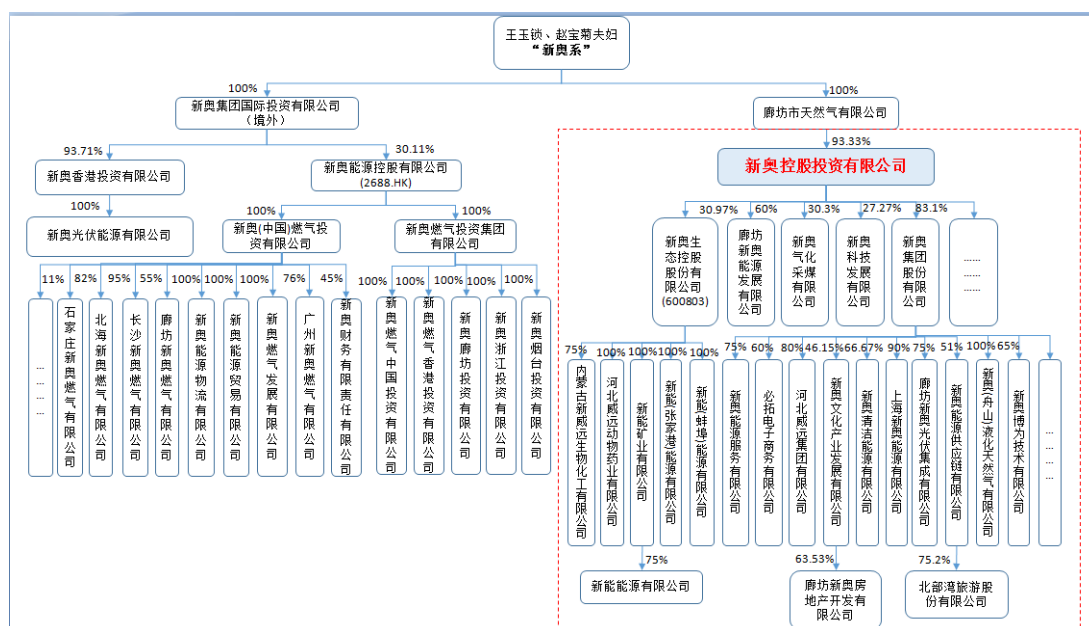 王玉锁、赵宝菊夫妇
“新奥系”
100%
100%
新奥集团国际投资有限公司
（境外）
廊坊市天然气有限公司
93.71%
30.11%
93.33%
新奥香港投资有限公司
新奥能源控股有限公司
(2688.HK)
新奥控股投资有限公司
100%
100%
100%
30.97%
60%
30.3%
27.27%
83.1%
新奥光伏能源有限公司
新奥(中国)燃气投
资有限公司
新奥燃气投资集团
有限公司
新奥生
态控股
股份有
限公司
(600803)
廊坊
新奥
能源
发展
有限
公司
新奥
气化
采煤
有限
公司
新奥
科技
发展
有限
公司
新奥
集团
股份
有限
公司
……
……
……
11%
82%
95%
55%
100%
100%
100%
76%
45%
100%
100%
100%
100%
100%
... ... ... ...
石家庄新奥燃气有限公司
北海新奥燃气有限公司
长沙新奥燃气有限公司
廊坊新奥燃气有限公司
新奥能源物流有限公司
新奥能源贸易有限公司
新奥燃气发展有限公司
广州新奥燃气有限公司
新奥财务有限责任有限公司
新奥燃气中国投资有限公司
新奥燃气香港投资有限公司
新奥廊坊投资有限公司
新奥浙江投资有限公司
新奥烟台投资有限公司
75%
100%
100%
100%
100%
75%
60%
80%
46.15%
66.67%
90%
75%
51%
100%
65%
内蒙古新威远生物化工有限公司
河北威远动物药业有限公司
新能矿业有限公司
新能(张家港)能源有限公司
新能(蚌埠)能源有限公司
新奥能源服务有限公司
必拓电子商务有限公司
河北威远集团有限公司
新奥文化产业发展有限公司
新奥清洁能源有限公司
上海新奥能源有限公司
廊坊新奥光伏集成有限公司
新奥能源供应链有限公司
新奥(舟山)液化天然气有限公司
新奥博为技术有限公司
... ... ... ...
75%
63.53%
75.2%
新能能源有限公司
廊坊新奥房
地产开发有
限公司
北部湾旅游股
份有限公司